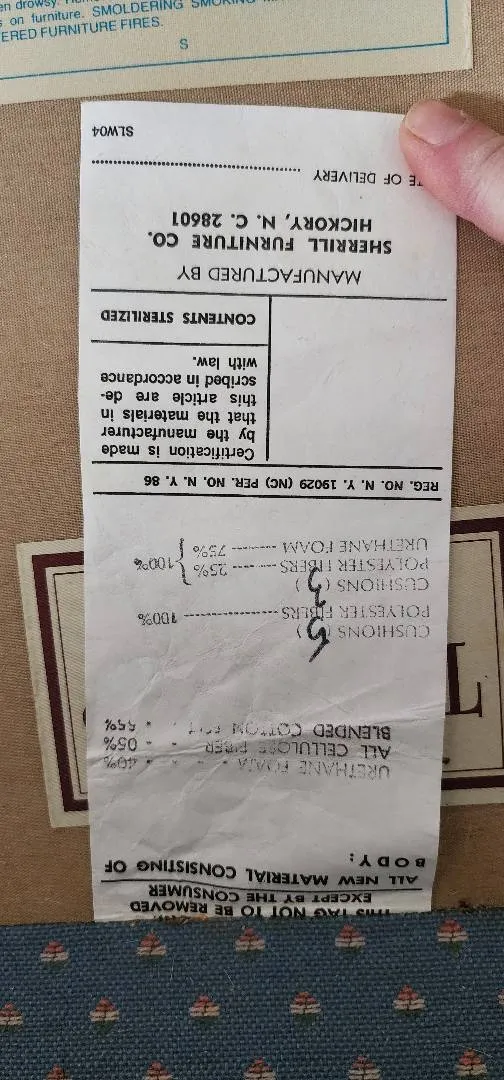 en drowsy.
s on furniture. SMOLDERING SMOKING
ERED FURNITURE FIRES.
S
THIS TAG NOT TO BE REMOVED
EXCEPT BY THE CONSUMER
ALL NEW MATERIAL CONSISTING OF
BODY:
URETHANE FOAM - - - - 40%
ALL CELLULOSE FIBER - - 05%
BLENDED COTTON FELT - - 55%
CUSHIONS ( )
POLYESTER FIBERS --------------- 100%
CUSHIONS ( )
POLYESTER FIBERS ----- 25% } 100%
URETHANE FOAM -------- 75%
REG. NO. N. Y. 19029 (NC) PER. NO. N. Y. 86
Certification is made
by the manufacturer
that the materials in
this article are de-
scribed in accordance
with law.
CONTENTS STERILIZED
MANUFACTURED BY
SHERRILL FURNITURE CO.
HICKORY, N. C. 28601
TE OF DELIVERY ........................................
SLW04